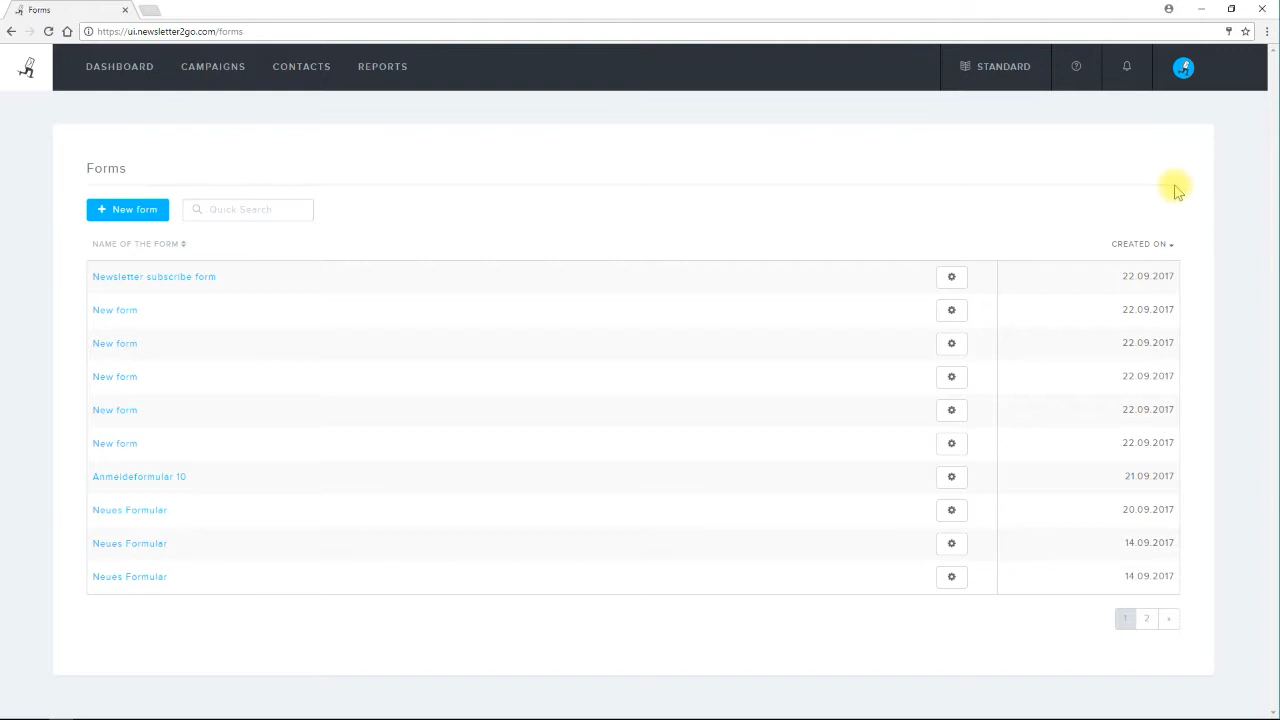 Forms
https://ui.newsletter2go.com/forms
DASHBOARD CAMPAIGNS CONTACTS REPORTS STANDARD
Forms
+ New form Quick Search
NAME OF THE FORM CREATED ON
Newsletter subscribe form 22.09.2017
New form 22.09.2017
New form 22.09.2017
New form 22.09.2017
New form 22.09.2017
New form 22.09.2017
Anmeldeformular 10 21.09.2017
Neues Formular 20.09.2017
Neues Formular 14.09.2017
Neues Formular 14.09.2017
1 2 »